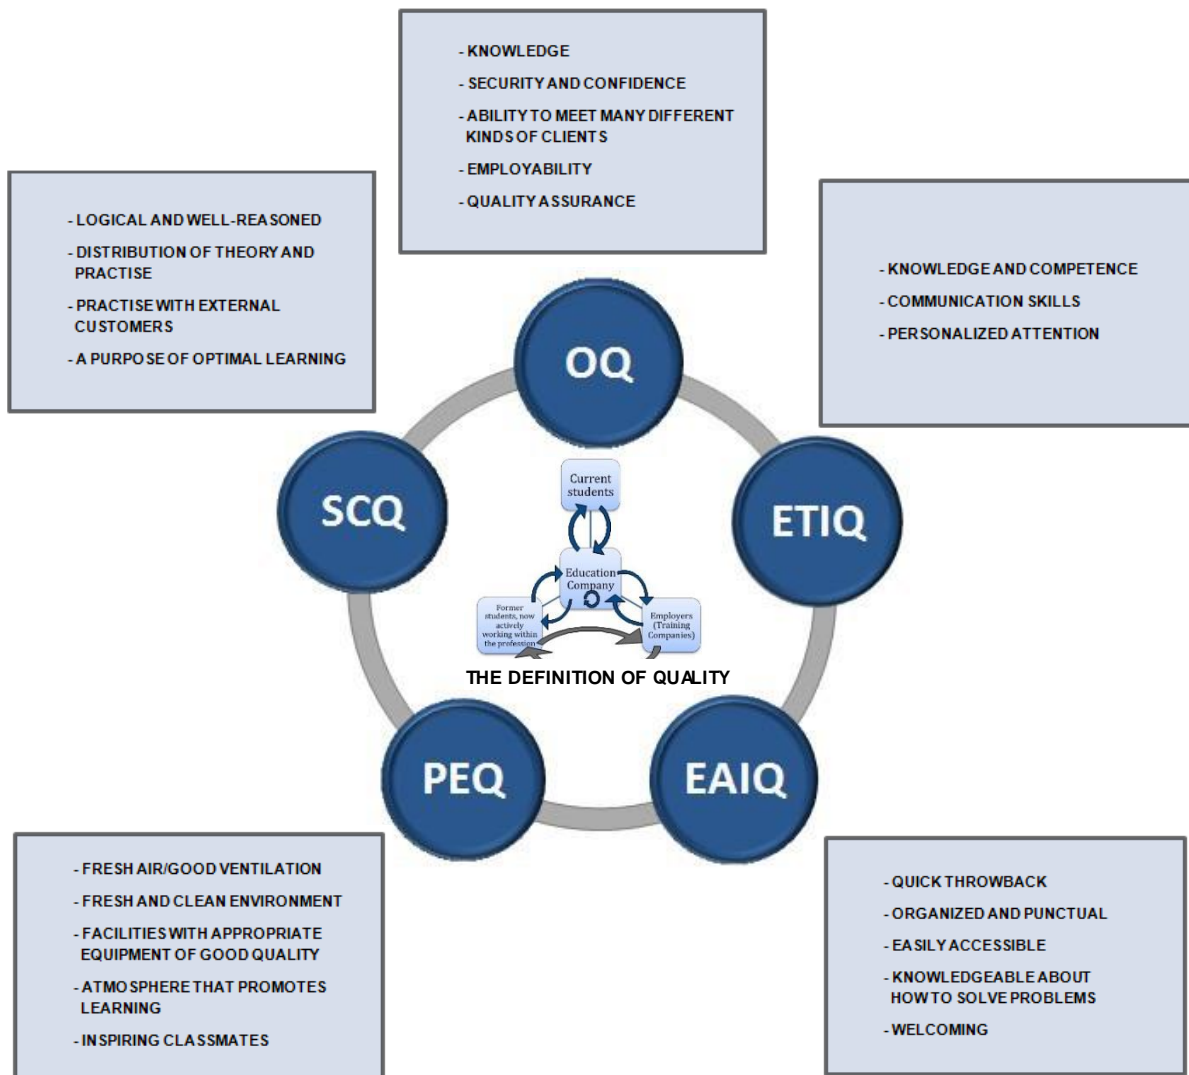 - KNOWLEDGE
- SECURITY AND CONFIDENCE
- ABILITY TO MEET MANY DIFFERENT
KINDS OF CLIENTS
- EMPLOYABILITY
- QUALITY ASSURANCE
- LOGICAL AND WELL-REASONED
- DISTRIBUTION OF THEORY AND
PRACTISE
- PRACTISE WITH EXTERNAL
CUSTOMERS
- A PURPOSE OF OPTIMAL LEARNING
- KNOWLEDGE AND COMPETENCE
- COMMUNICATION SKILLS
- PERSONALIZED ATTENTION
OQ
SCQ
ETIQ
Current
students
Education
Company
Former
students, now
actively
working within
the profession
Employers
(Training
Companies)
THE DEFINITION OF QUALITY
PEQ
EAIQ
- FRESH AIR/GOOD VENTILATION
- FRESH AND CLEAN ENVIRONMENT
- FACILITIES WITH APPROPRIATE
EQUIPMENT OF GOOD QUALITY
- ATMOSPHERE THAT PROMOTES
LEARNING
- INSPIRING CLASSMATES
- QUICK THROWBACK
- ORGANIZED AND PUNCTUAL
- EASILY ACCESSIBLE
- KNOWLEDGEABLE ABOUT
HOW TO SOLVE PROBLEMS
- WELCOMING